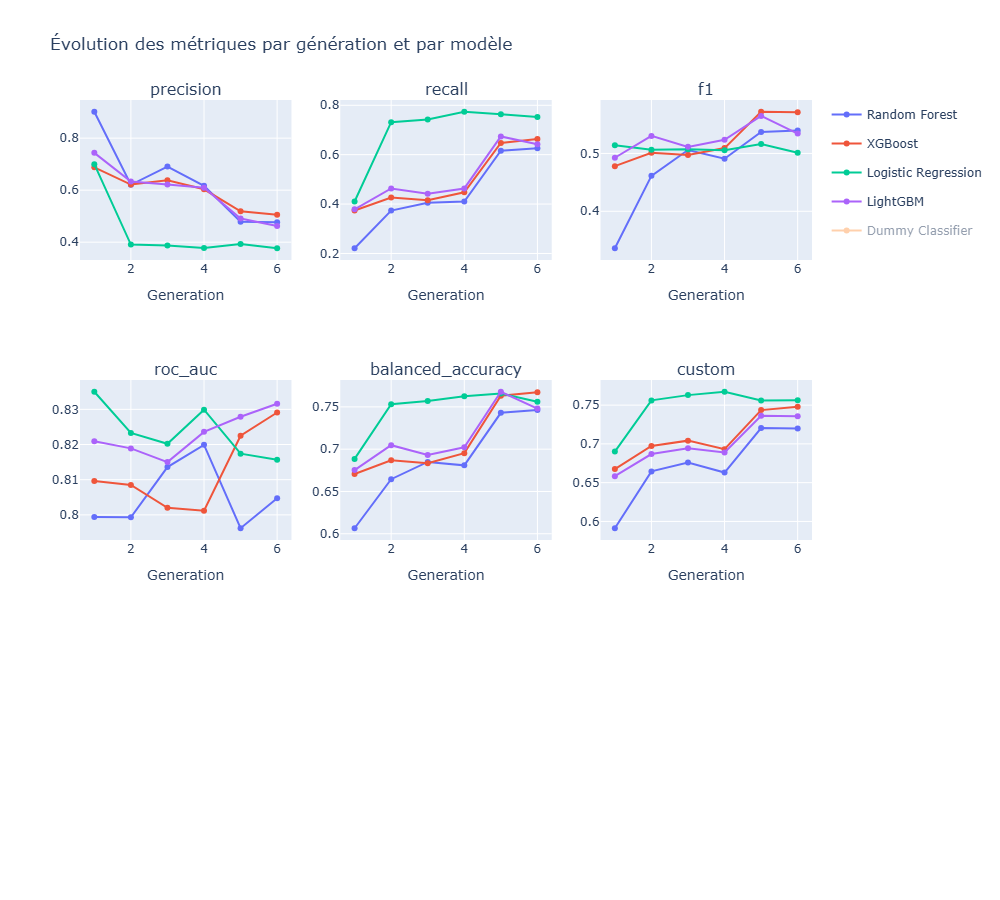 Évolution des métriques par génération et par modèle
precision
recall
f1
0.8
0.6
0.4
2
4
6
Generation
0.8
0.6
0.4
0.2
2
4
6
Generation
0.5
0.4
2
4
6
Generation
Random Forest
XGBoost
Logistic Regression
LightGBM
Dummy Classifier
roc_auc
balanced_accuracy
custom
0.83
0.82
0.81
0.8
2
4
6
Generation
0.75
0.7
0.65
0.6
2
4
6
Generation
0.75
0.7
0.65
0.6
2
4
6
Generation